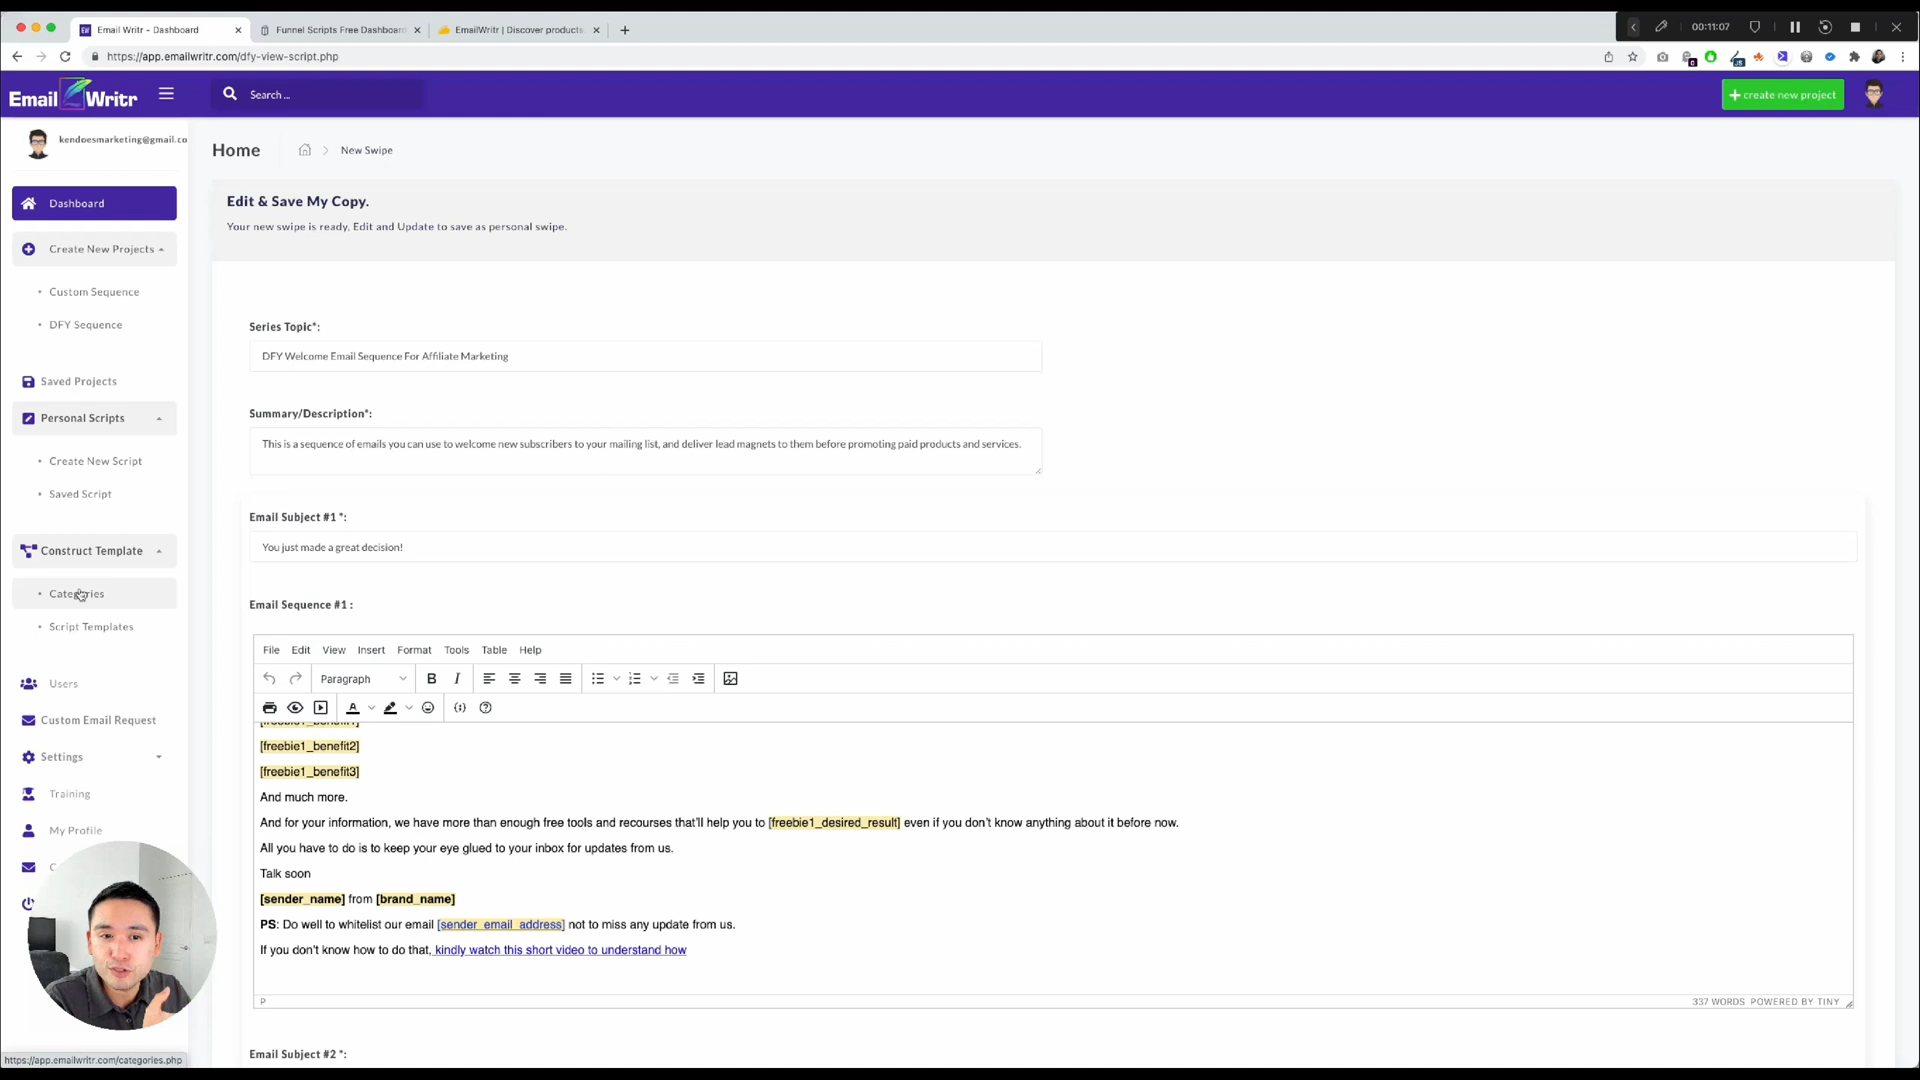 Email Writr - Dashboard
Funnel Scripts Free Dashboard
EmailWritr | Discover products.
00:11:07
https://app.emailwritr.com/dfy-view-script.php
Email Writr
Search ...
create new project
kendoesmarketing@gmail.co
Home
New Swipe
Dashboard
Create New Projects
Custom Sequence
DFY Sequence
Saved Projects
Personal Scripts
Create New Script
Saved Script
Construct Template
Categories
Script Templates
Users
Custom Email Request
Settings
Training
My Profile
https://app.emailwritr.com/categories.php
Edit & Save My Copy.
Your new swipe is ready, Edit and Update to save as personal swipe.
Series Topic*:
DFY Welcome Email Sequence For Affiliate Marketing
Summary/Description*:
This is a sequence of emails you can use to welcome new subscribers to your mailing list, and deliver lead magnets to them before promoting paid products and services.
Email Subject #1 *:
You just made a great decision!
Email Sequence #1 :
File Edit View Insert Format Tools Table Help
Paragraph B I
A
[freebie1_benefit1]
[freebie1_benefit2]
[freebie1_benefit3]
And much more.
And for your information, we have more than enough free tools and recourses that'll help you to [freebie1_desired_result] even if you don't know anything about it before now.
All you have to do is to keep your eye glued to your inbox for updates from us.
Talk soon
[sender_name] from [brand_name]
PS: Do well to whitelist our email [sender_email_address] not to miss any update from us.
If you don't know how to do that, kindly watch this short video to understand how
P
337 WORDS POWERED BY TINY
Email Subject #2 *: